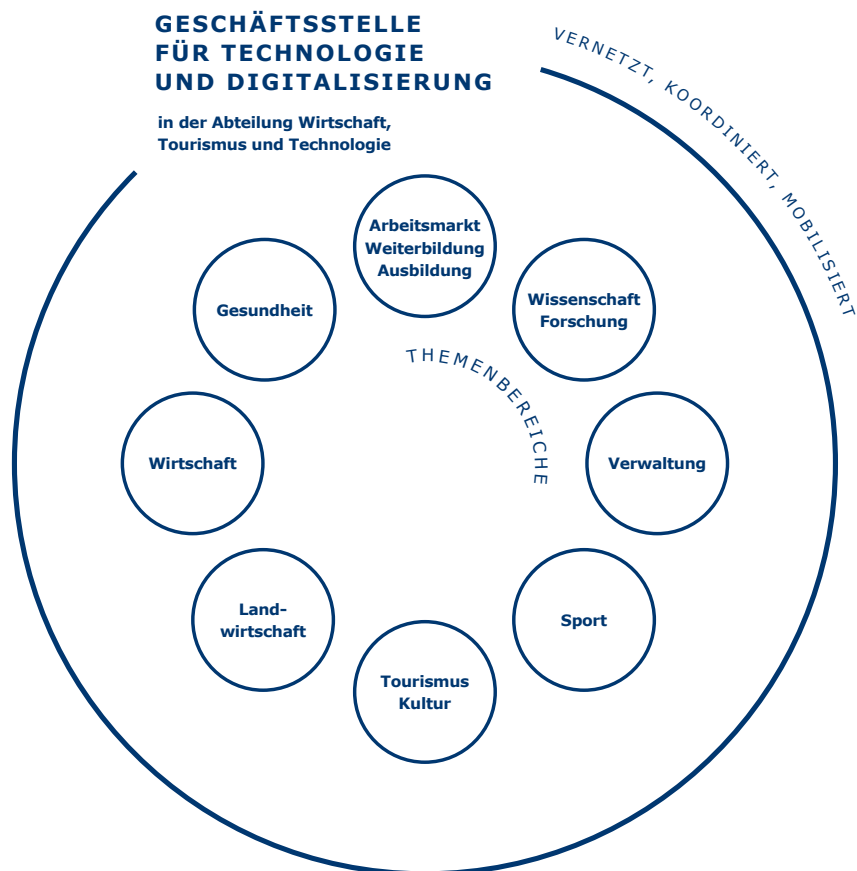 GESCHÄFTSSTELLE
FÜR TECHNOLOGIE
UND DIGITALISIERUNG
in der Abteilung Wirtschaft,
Tourismus und Technologie
VERNETZT, KOORDINIERT, MOBILISIERT
Arbeitsmarkt
Weiterbildung
Ausbildung
Wissenschaft
Forschung
Gesundheit
THEMENBEREICHE
Wirtschaft
Verwaltung
Land-
wirtschaft
Sport
Tourismus
Kultur